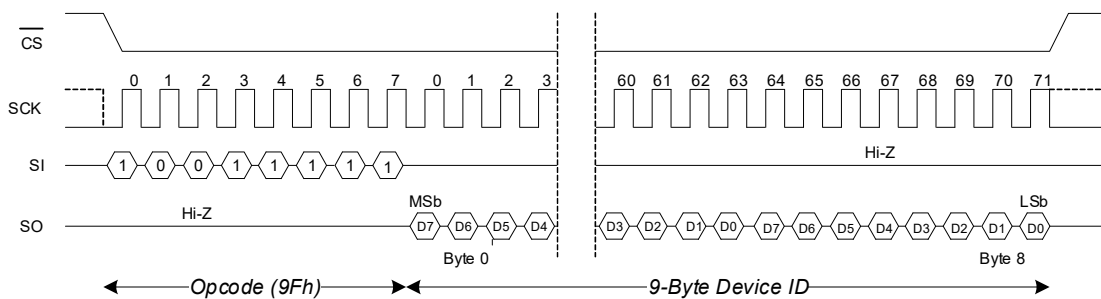 CS
0 1 2 3 4 5 6 7 0 1 2 3 60 61 62 63 64 65 66 67 68 69 70 71
SCK
Hi-Z
SI 1 0 0 1 1 1 1 1
Hi-Z MSb LSb
SO D7 D6 D5 D4 D3 D2 D1 D0 D7 D6 D5 D4 D3 D2 D1 D0
Byte 0 Byte 8
Opcode (9Fh) 9-Byte Device ID